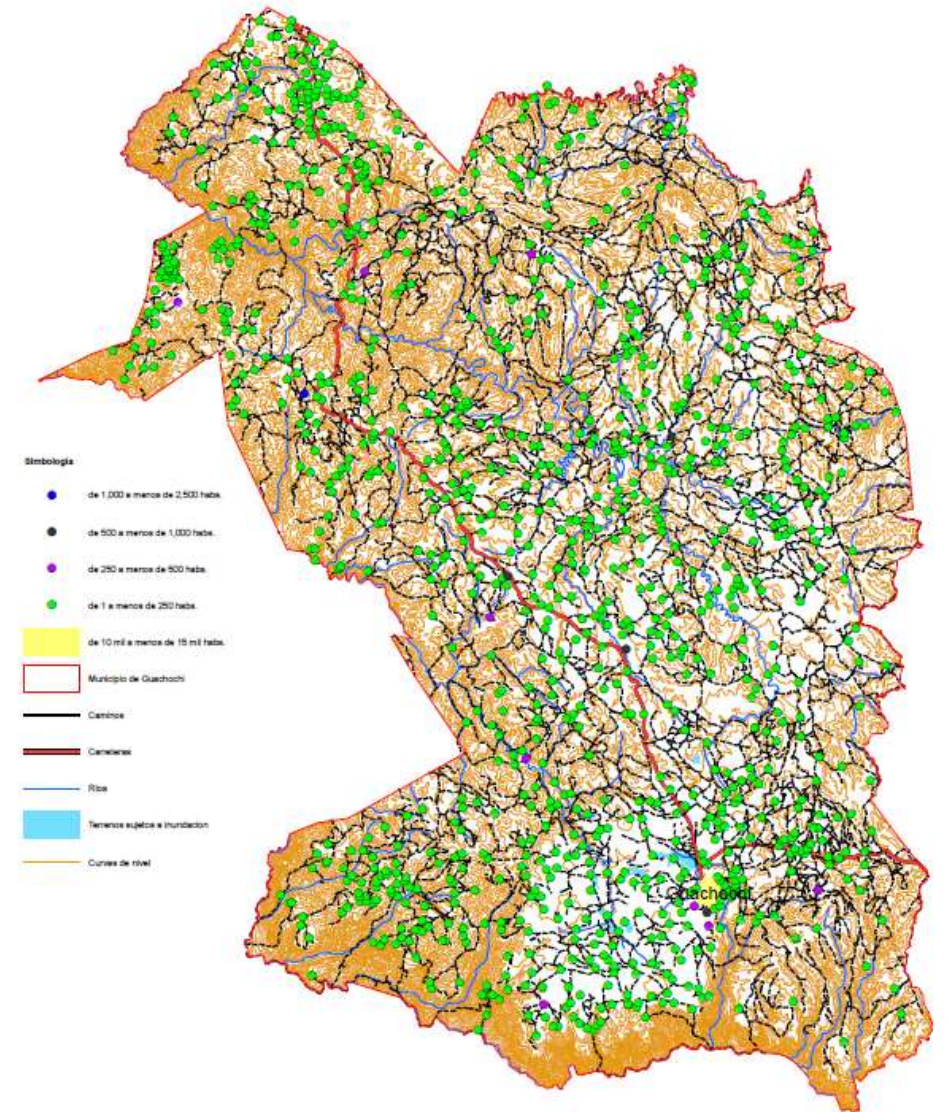 Simbología
de 1,000 a menos de 2,500 habs.
de 500 a menos de 1,000 habs.
de 250 a menos de 500 habs.
de 1 a menos de 250 habs.
de 10 mil a menos de 15 mil habs.
Municipio de Guachochi
Caminos
Carreteras
Ríos
Terrenos sujetos a inundacion
Curvas de nivel
Guachochi